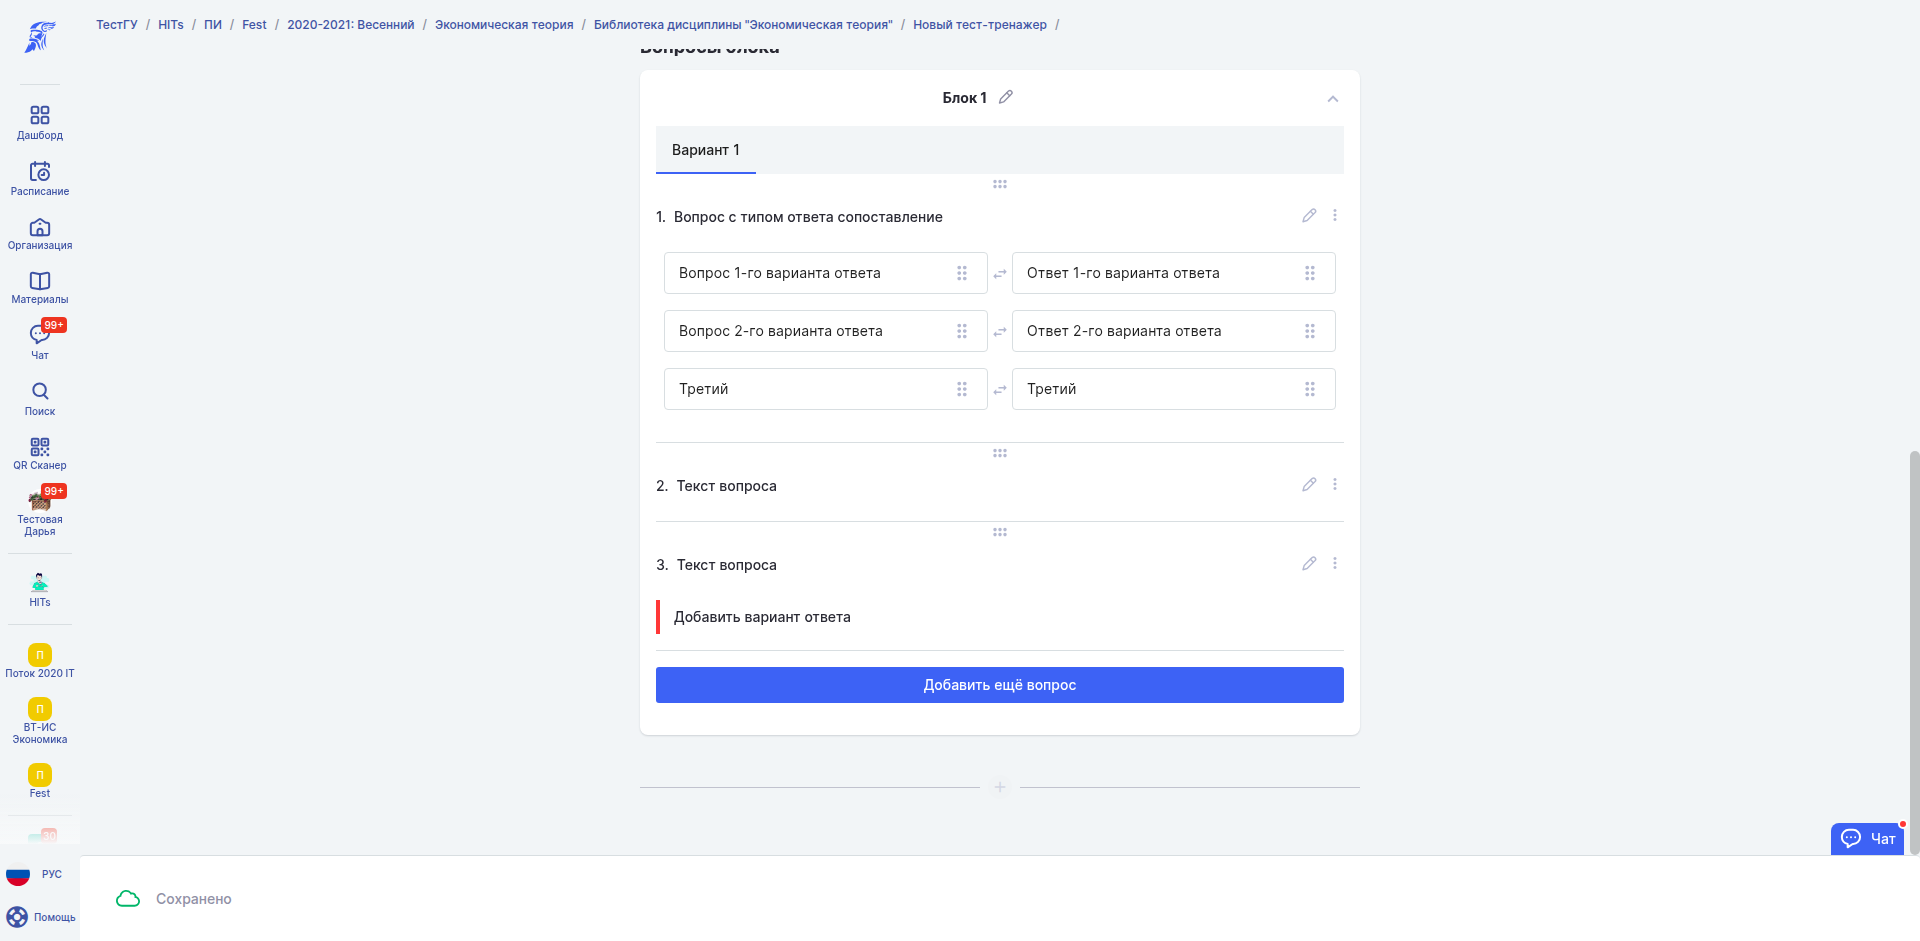 ТестГУ / HITs / ПИ / Fest / 2020-2021: Весенний / Экономическая теория / Библиотека дисциплины "Экономическая теория" / Новый тест-тренажер /
Дашборд
Расписание
Организация
Материалы
99+
Чат
Поиск
QR Сканер
99+
Тестовая
Дарья
HITs
П
Поток 2020 IT
П
ВТ-ИС
Экономика
П
Fest
30
РУС
Помощь
Вопросы блока
Блок 1
Вариант 1
1. Вопрос с типом ответа сопоставление
Вопрос 1-го варианта ответа
Ответ 1-го варианта ответа
Вопрос 2-го варианта ответа
Ответ 2-го варианта ответа
Третий
Третий
2. Текст вопроса
3. Текст вопроса
Добавить вариант ответа
Добавить ещё вопрос
Чат
Сохранено